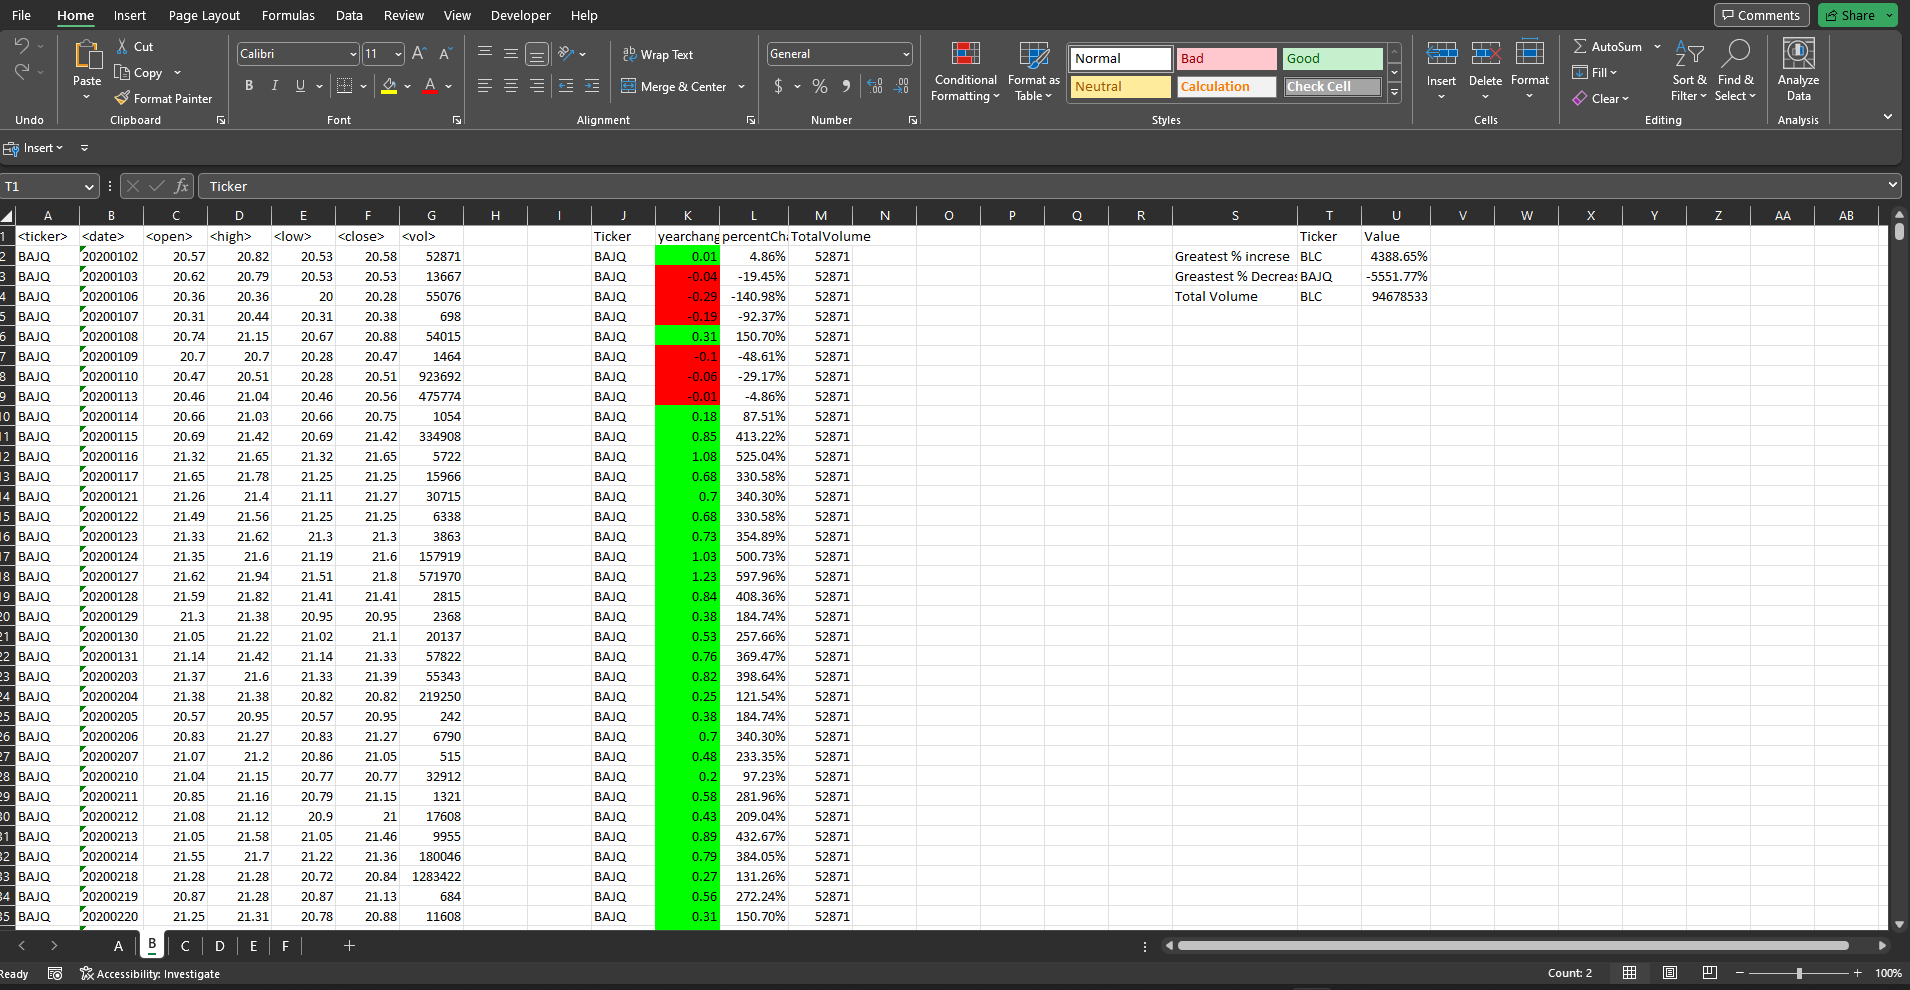 File Home Insert Page Layout Formulas Data Review View Developer Help Comments Share
Cut
Copy
Format Painter
Paste
Undo Clipboard
Calibri 11
B I U A
Font
ab Wrap Text
Merge & Center
Alignment
General
$ % 9
Number
Conditional Formatting
Format as Table
Normal Bad Good
Neutral Calculation Check Cell
Styles
Insert Delete Format
Cells
AutoSum
Fill
Clear
Sort & Filter
Find & Select
Editing
Analyze Data
Analysis
Insert
T1 fx Ticker
A B C D E F G H I J K L M N O P Q R S T U V W X Y Z AA AB
1 <ticker> <date> <open> <high> <low> <close> <vol> Ticker yearchang percentCha TotalVolume Ticker Value
2 BAJQ 20200102 20.57 20.82 20.53 20.58 52871 BAJQ 0.01 4.86% 52871 Greatest % increse BLC 4388.65%
3 BAJQ 20200103 20.62 20.79 20.53 20.53 13667 BAJQ -0.04 -19.45% 52871 Greastest % Decreas BAJQ -5551.77%
4 BAJQ 20200106 20.36 20.36 20 20.28 55076 BAJQ -0.29 -140.98% 52871 Total Volume BLC 94678533
5 BAJQ 20200107 20.31 20.44 20.31 20.38 698 BAJQ -0.19 -92.37% 52871
6 BAJQ 20200108 20.74 21.15 20.67 20.88 54015 BAJQ 0.31 150.70% 52871
7 BAJQ 20200109 20.7 20.7 20.28 20.47 1464 BAJQ -0.1 -48.61% 52871
8 BAJQ 20200110 20.47 20.51 20.28 20.51 923692 BAJQ -0.06 -29.17% 52871
9 BAJQ 20200113 20.46 21.04 20.46 20.56 475774 BAJQ -0.01 -4.86% 52871
10 BAJQ 20200114 20.66 21.03 20.66 20.75 1054 BAJQ 0.18 87.51% 52871
11 BAJQ 20200115 20.69 21.42 20.69 21.42 334908 BAJQ 0.85 413.22% 52871
12 BAJQ 20200116 21.32 21.65 21.32 21.65 5722 BAJQ 1.08 525.04% 52871
13 BAJQ 20200117 21.65 21.78 21.25 21.25 15966 BAJQ 0.68 330.58% 52871
14 BAJQ 20200121 21.26 21.4 21.11 21.27 30715 BAJQ 0.7 340.30% 52871
15 BAJQ 20200122 21.49 21.56 21.25 21.25 6338 BAJQ 0.68 330.58% 52871
16 BAJQ 20200123 21.33 21.62 21.3 21.3 3863 BAJQ 0.73 354.89% 52871
17 BAJQ 20200124 21.35 21.6 21.19 21.6 157919 BAJQ 1.03 500.73% 52871
18 BAJQ 20200127 21.62 21.94 21.51 21.8 571970 BAJQ 1.23 597.96% 52871
19 BAJQ 20200128 21.59 21.82 21.41 21.41 2815 BAJQ 0.84 408.36% 52871
20 BAJQ 20200129 21.3 21.38 20.95 20.95 2368 BAJQ 0.38 184.74% 52871
21 BAJQ 20200130 21.05 21.22 21.02 21.1 20137 BAJQ 0.53 257.66% 52871
22 BAJQ 20200131 21.14 21.42 21.14 21.33 57822 BAJQ 0.76 369.47% 52871
23 BAJQ 20200203 21.37 21.6 21.33 21.39 55343 BAJQ 0.82 398.64% 52871
24 BAJQ 20200204 21.38 21.38 20.82 20.82 219250 BAJQ 0.25 121.54% 52871
25 BAJQ 20200205 20.57 20.95 20.57 20.95 242 BAJQ 0.38 184.74% 52871
26 BAJQ 20200206 20.83 21.27 20.83 21.27 6790 BAJQ 0.7 340.30% 52871
27 BAJQ 20200207 21.07 21.2 20.86 21.05 515 BAJQ 0.48 233.35% 52871
28 BAJQ 20200210 21.04 21.15 20.77 20.77 32912 BAJQ 0.2 97.23% 52871
29 BAJQ 20200211 20.85 21.16 20.79 21.15 1321 BAJQ 0.58 281.96% 52871
30 BAJQ 20200212 21.08 21.12 20.9 21 17608 BAJQ 0.43 209.04% 52871
31 BAJQ 20200213 21.05 21.58 21.05 21.46 9955 BAJQ 0.89 432.67% 52871
32 BAJQ 20200214 21.55 21.7 21.22 21.36 180046 BAJQ 0.79 384.05% 52871
33 BAJQ 20200218 21.28 21.28 20.72 20.84 1283422 BAJQ 0.27 131.26% 52871
34 BAJQ 20200219 20.87 21.28 20.87 21.13 684 BAJQ 0.56 272.24% 52871
35 BAJQ 20200220 21.25 21.31 20.78 20.88 11608 BAJQ 0.31 150.70% 52871
A B C D E F
Ready Accessibility: Investigate Count: 2 100%